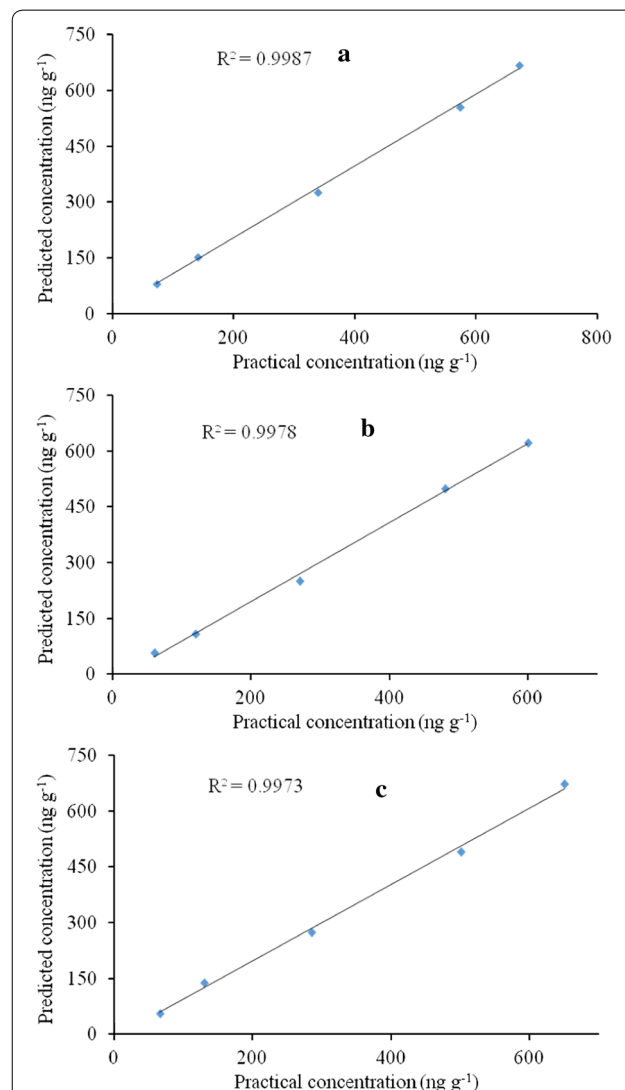 750
R² = 0.9987
a
600
450
300
150
0
0 200 400 600 800
Predicted concentration (ng g⁻¹)
Practical concentration (ng g⁻¹)
750
R² = 0.9978
b
600
450
300
150
0
0 200 400 600
Predicted concentration (ng g⁻¹)
Practical concentration (ng g⁻¹)
750
R² = 0.9973
c
600
450
300
150
0
0 200 400 600
Predicted concentration (ng g⁻¹)
Practical concentration (ng g⁻¹)